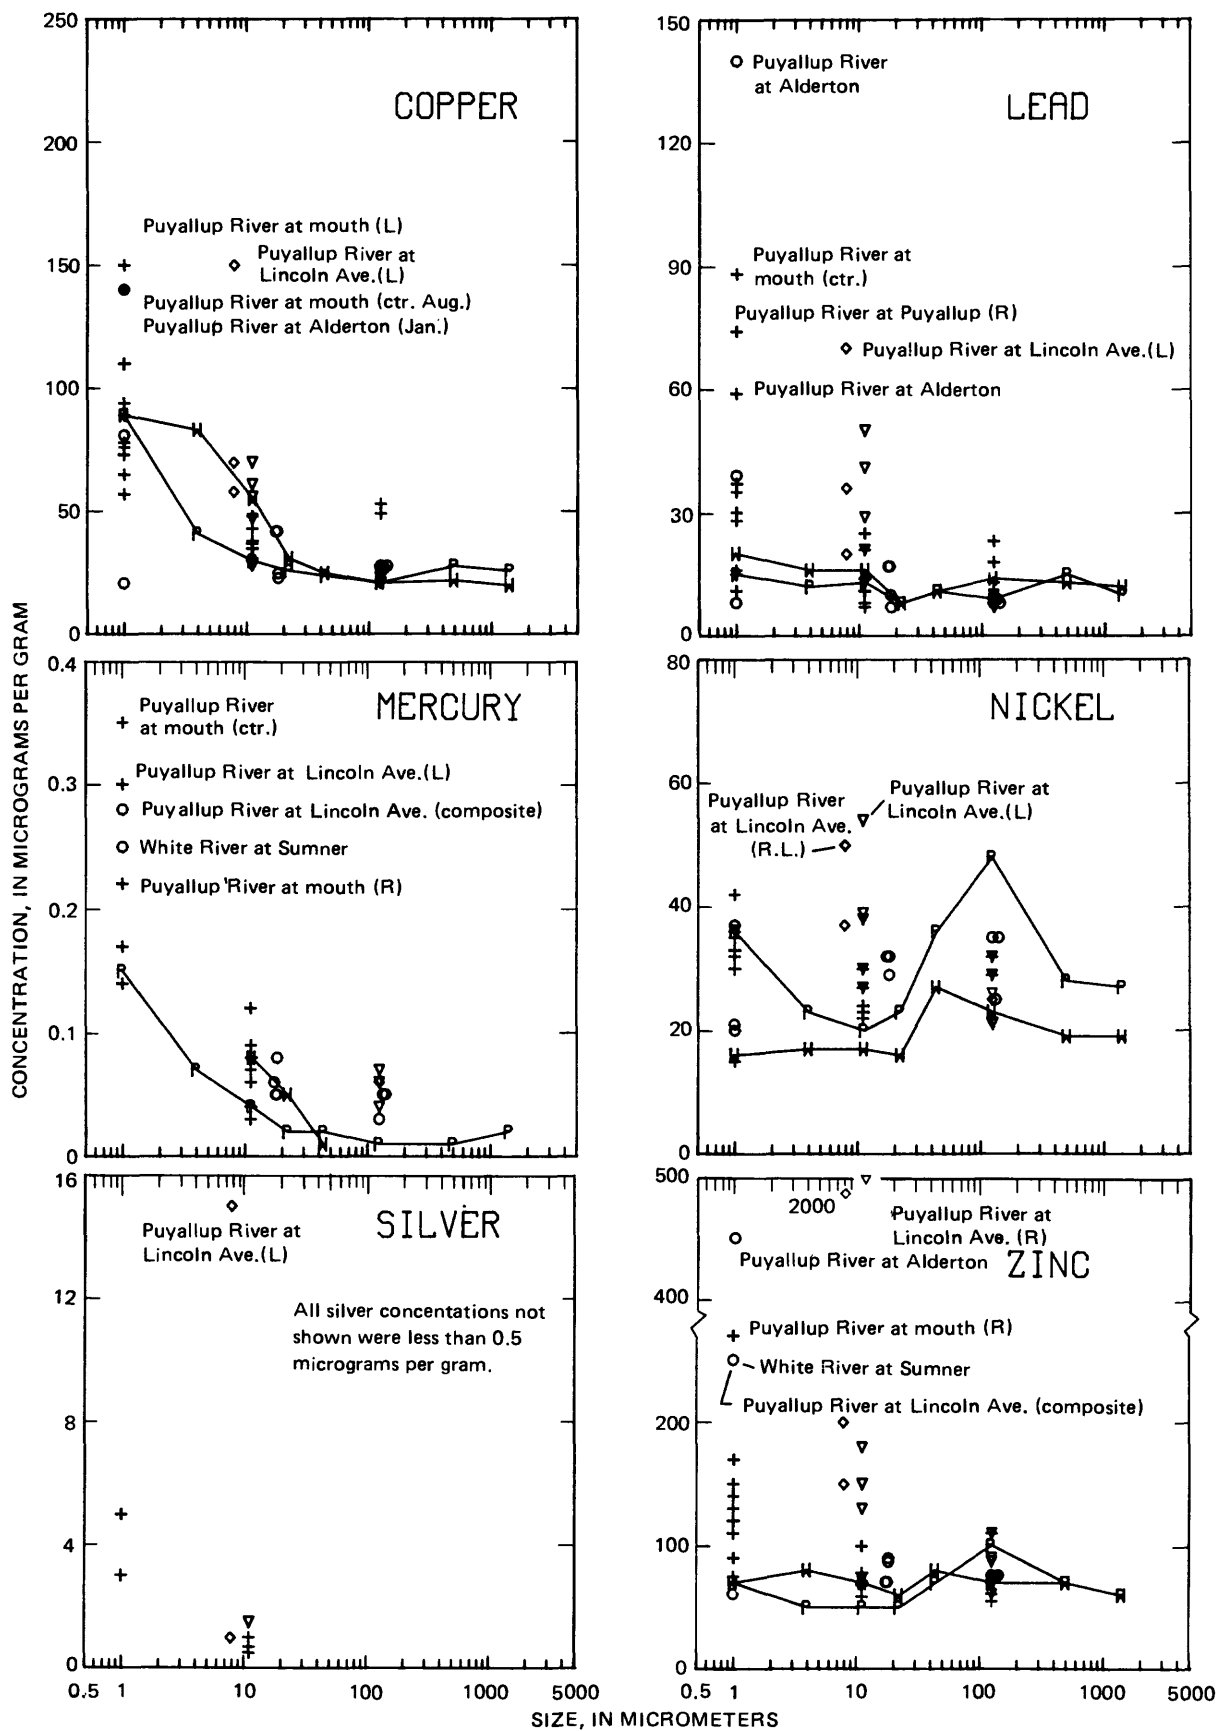 CONCENTRATION, IN MICROGRAMS PER GRAM
250
200
150
100
50
0
COPPER
Puyallup River at mouth (L)
Puyallup River at
Lincoln Ave.(L)
Puyallup River at mouth (ctr. Aug.)
Puyallup River at Alderton (Jan.)
150
120
90
60
30
0
LEAD
Puyallup River
at Alderton
Puyallup River at
mouth (ctr.)
Puyallup River at Puyallup (R)
Puyallup River at Lincoln Ave.(L)
Puyallup River at Alderton
0.4
0.3
0.2
0.1
0
MERCURY
Puyallup River
at mouth (ctr.)
Puyallup River at Lincoln Ave.(L)
Puyallup River at Lincoln Ave. (composite)
White River at Sumner
Puyallup River at mouth (R)
80
60
40
20
0
NICKEL
Puyallup River
at Lincoln Ave.
(R.L.)
Puyallup River at
Lincoln Ave.(L)
16
12
8
4
0
SILVER
Puyallup River at
Lincoln Ave.(L)
All silver concentations not
shown were less than 0.5
micrograms per gram.
0.5 1 10 100 1000 5000
500
400
200
100
0
2000
Puyallup River at
Lincoln Ave. (R)
Puyallup River at Alderton
ZINC
Puyallup River at mouth (R)
White River at Sumner
Puyallup River at Lincoln Ave. (composite)
0.5 1 10 100 1000 5000
SIZE, IN MICROMETERS